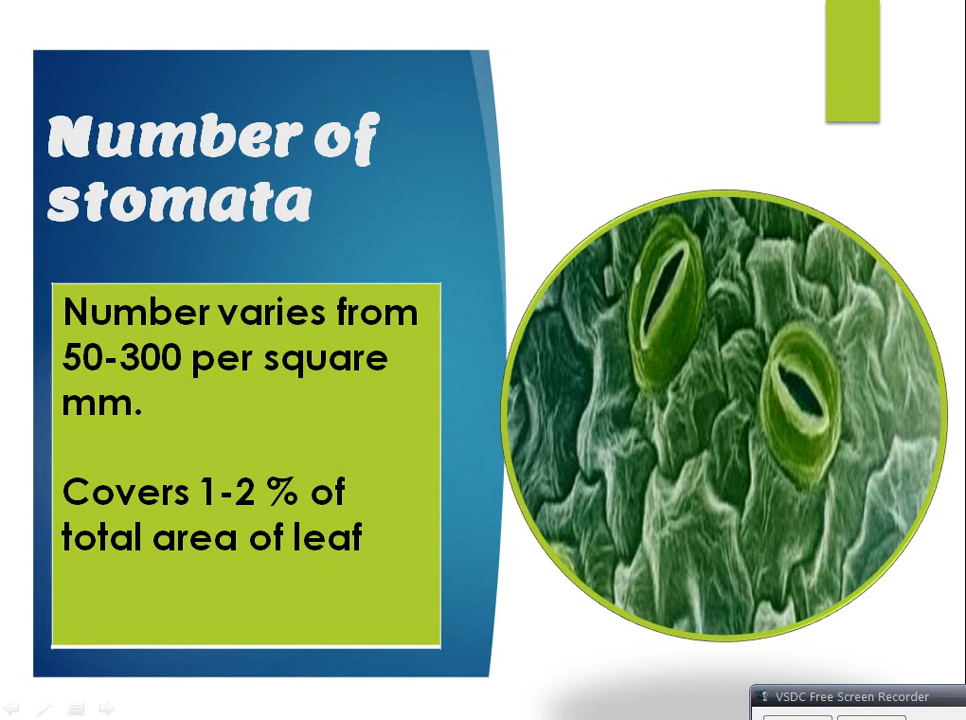 Number of
stomata
Number varies from
50-300 per square
mm.
Covers 1-2 % of
total area of leaf
VSDC Free Screen Recorder